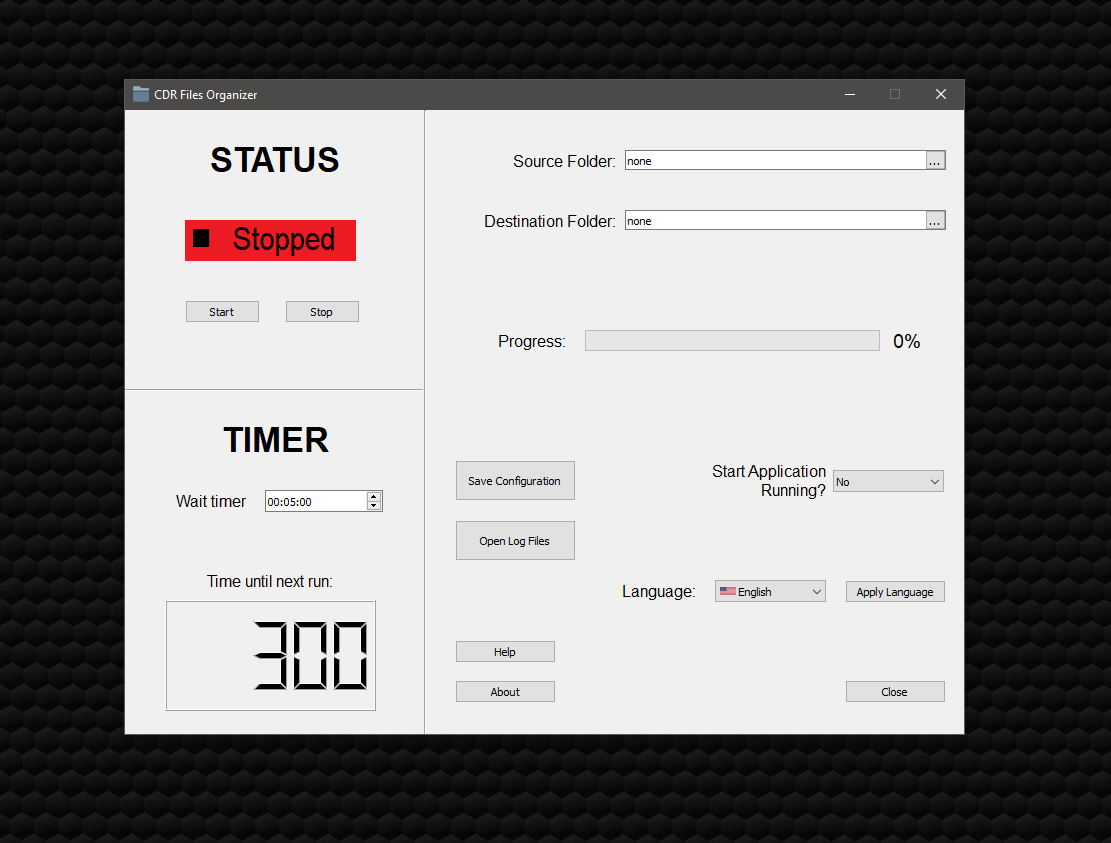 CDR Files Organizer
STATUS
Stopped
Start
Stop
TIMER
Wait timer
00:05:00
Time until next run:
300
Source Folder:
none
...
Destination Folder:
none
...
Progress:
0%
Save Configuration
Start Application
Running?
No
Open Log Files
Language:
English
Apply Language
Help
About
Close